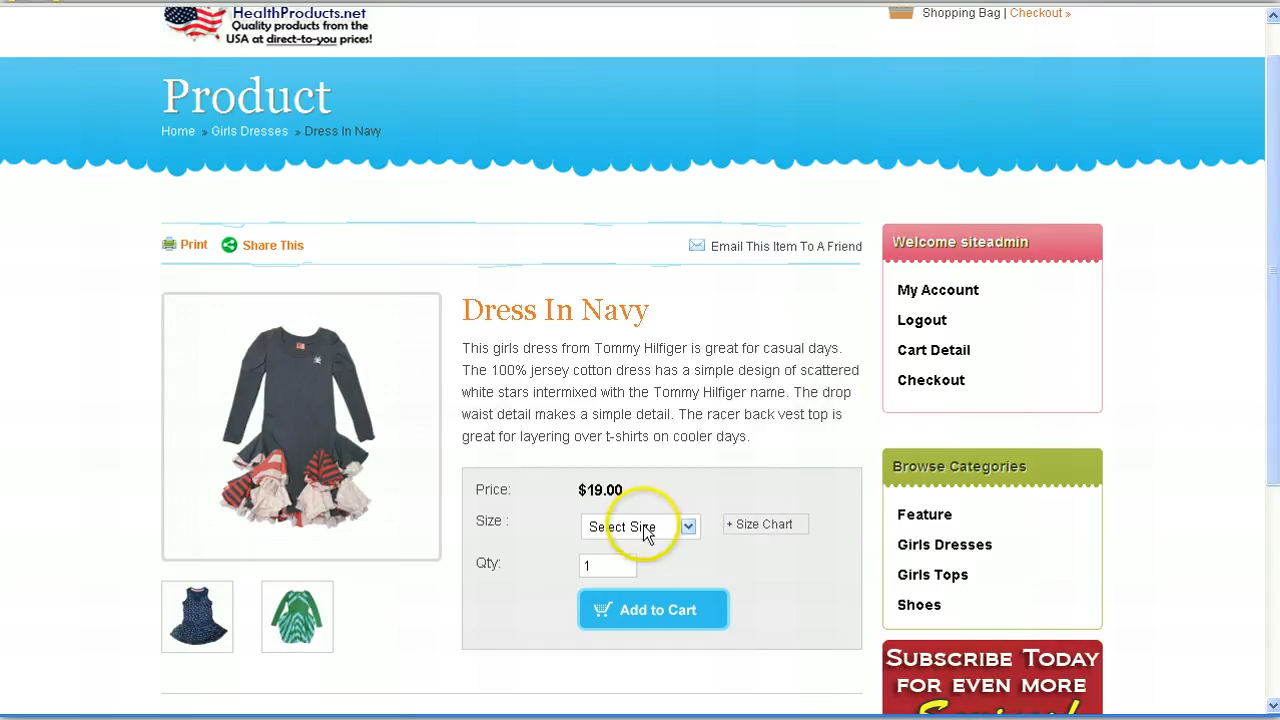 HealthProducts.net
Quality products from the
USA at direct-to-you prices!
Shopping Bag | Checkout »
Product
Home » Girls Dresses » Dress In Navy
Print
Share This
Email This Item To A Friend
Dress In Navy
This girls dress from Tommy Hilfiger is great for casual days.
The 100% jersey cotton dress has a simple design of scattered
white stars intermixed with the Tommy Hilfiger name. The drop
waist detail makes a simple detail. The racer back vest top is
great for layering over t-shirts on cooler days.
Price: $19.00
Size : Select Size + Size Chart
Qty: 1
Add to Cart
Welcome siteadmin
My Account
Logout
Cart Detail
Checkout
Browse Categories
Feature
Girls Dresses
Girls Tops
Shoes
Subscribe Today
for even more